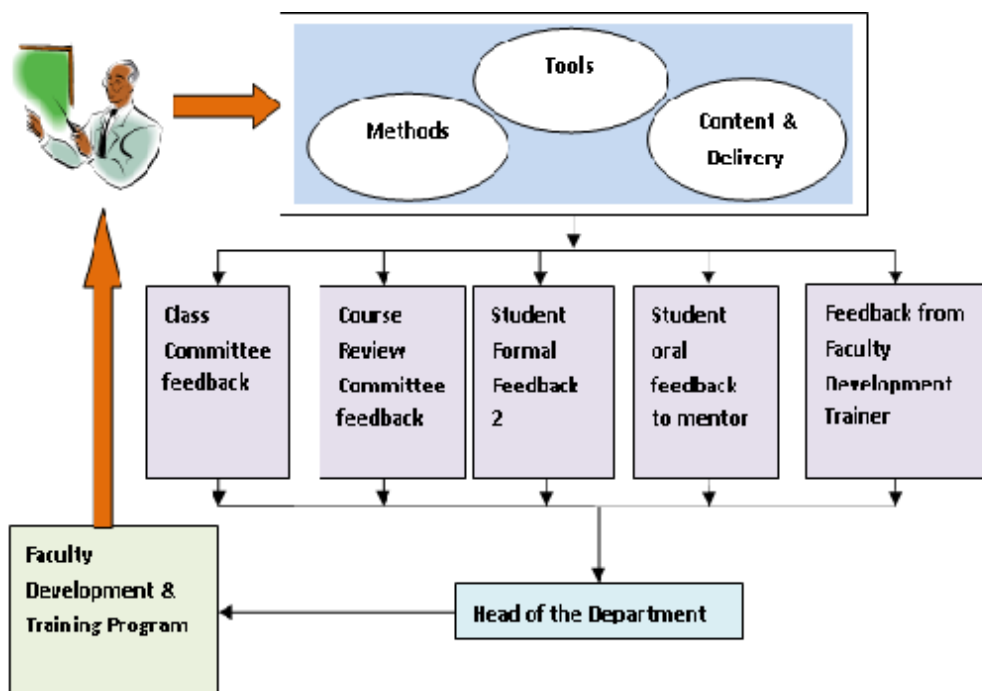 Tools
Methods
Content &
Delivery
Class
Committee
feedback
Course
Review
Committee
feedback
Student
Formal
Feedback
2
Student
oral
feedback
to mentor
Feedback from
Faculty
Development
Trainer
Faculty
Development &
Training Program
Head of the Department